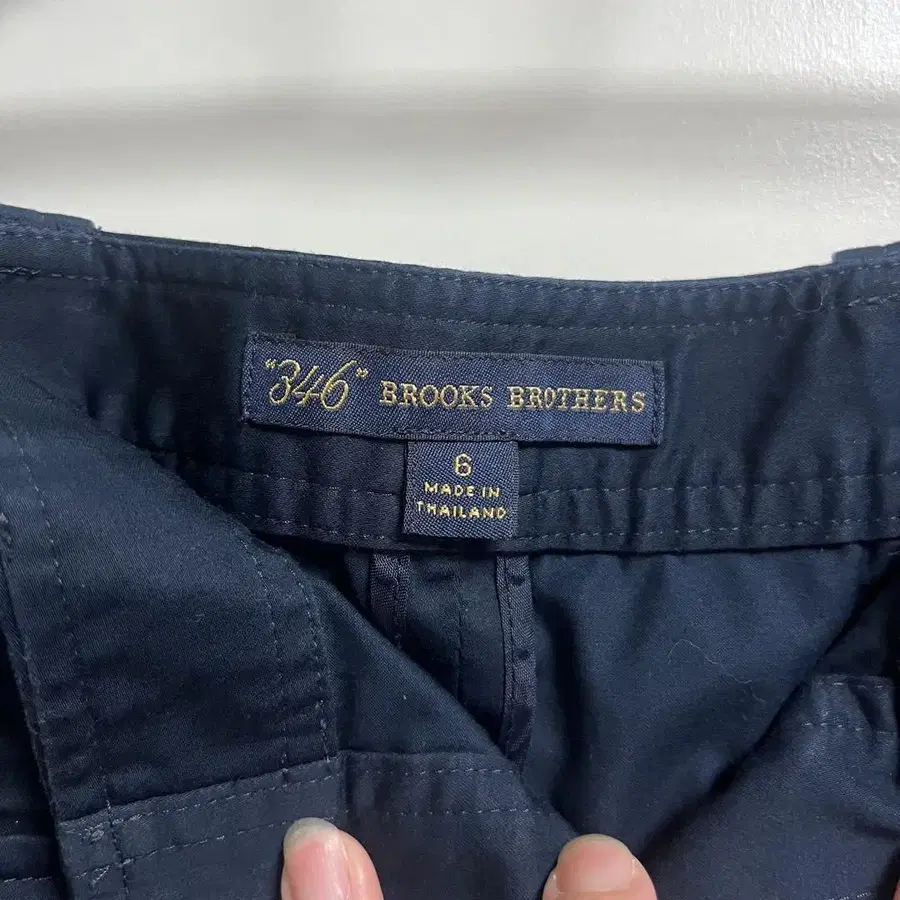 "346" BROOKS BROTHERS
6
MADE IN
THAILAND